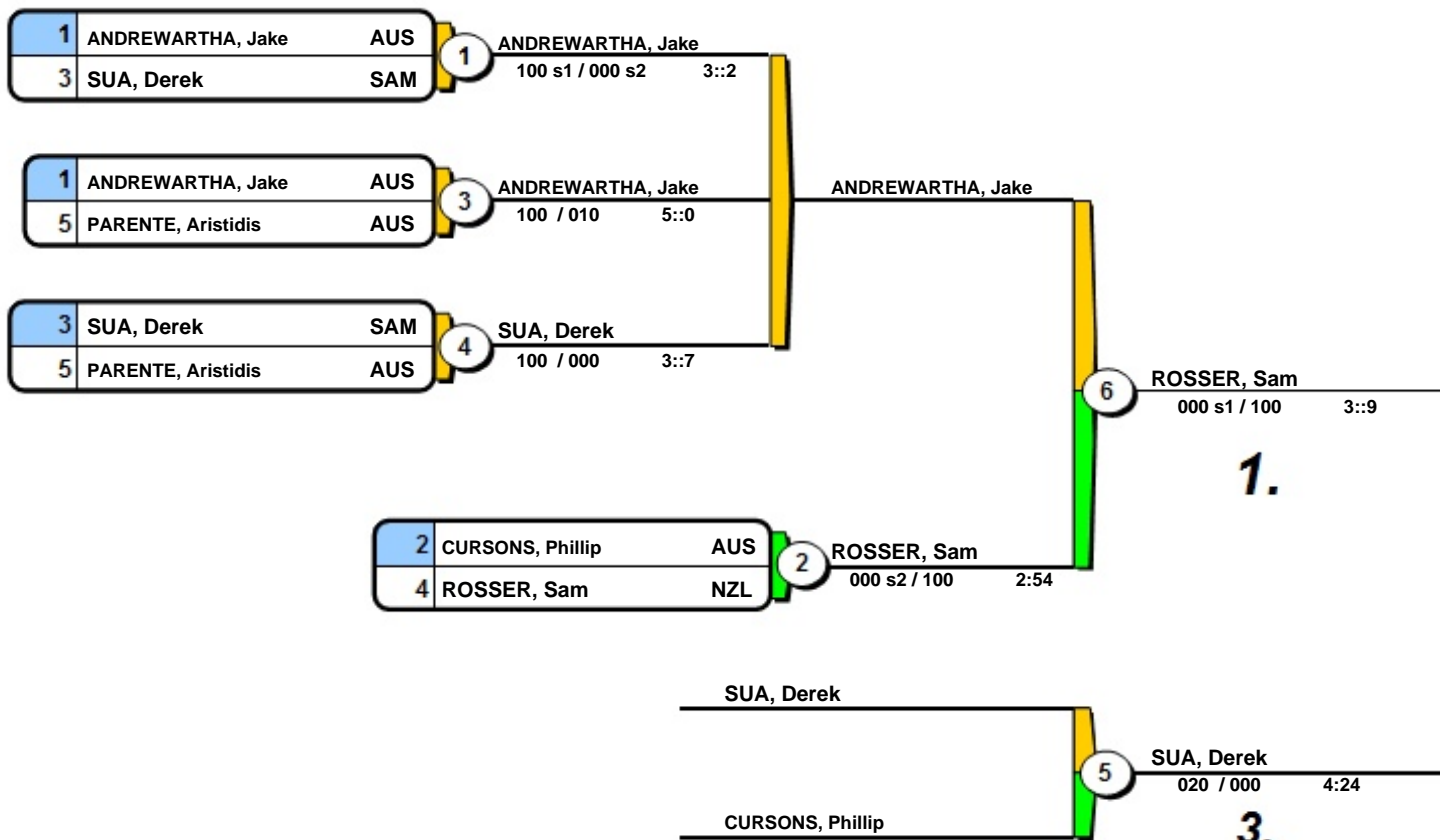 1 ANDREWARTHA, Jake AUS
3 SUA, Derek SAM
1 ANDREWARTHA, Jake
100 s1 / 000 s2 3::2
1 ANDREWARTHA, Jake AUS
5 PARENTE, Aristidis AUS
3 ANDREWARTHA, Jake
100 / 010 5::0
ANDREWARTHA, Jake
3 SUA, Derek SAM
5 PARENTE, Aristidis AUS
4 SUA, Derek
100 / 000 3::7
6 ROSSER, Sam
000 s1 / 100 3::9
1.
2 CURSONS, Phillip AUS
4 ROSSER, Sam NZL
2 ROSSER, Sam
000 s2 / 100 2:54
SUA, Derek
5 SUA, Derek
020 / 000 4:24
CURSONS, Phillip
3.